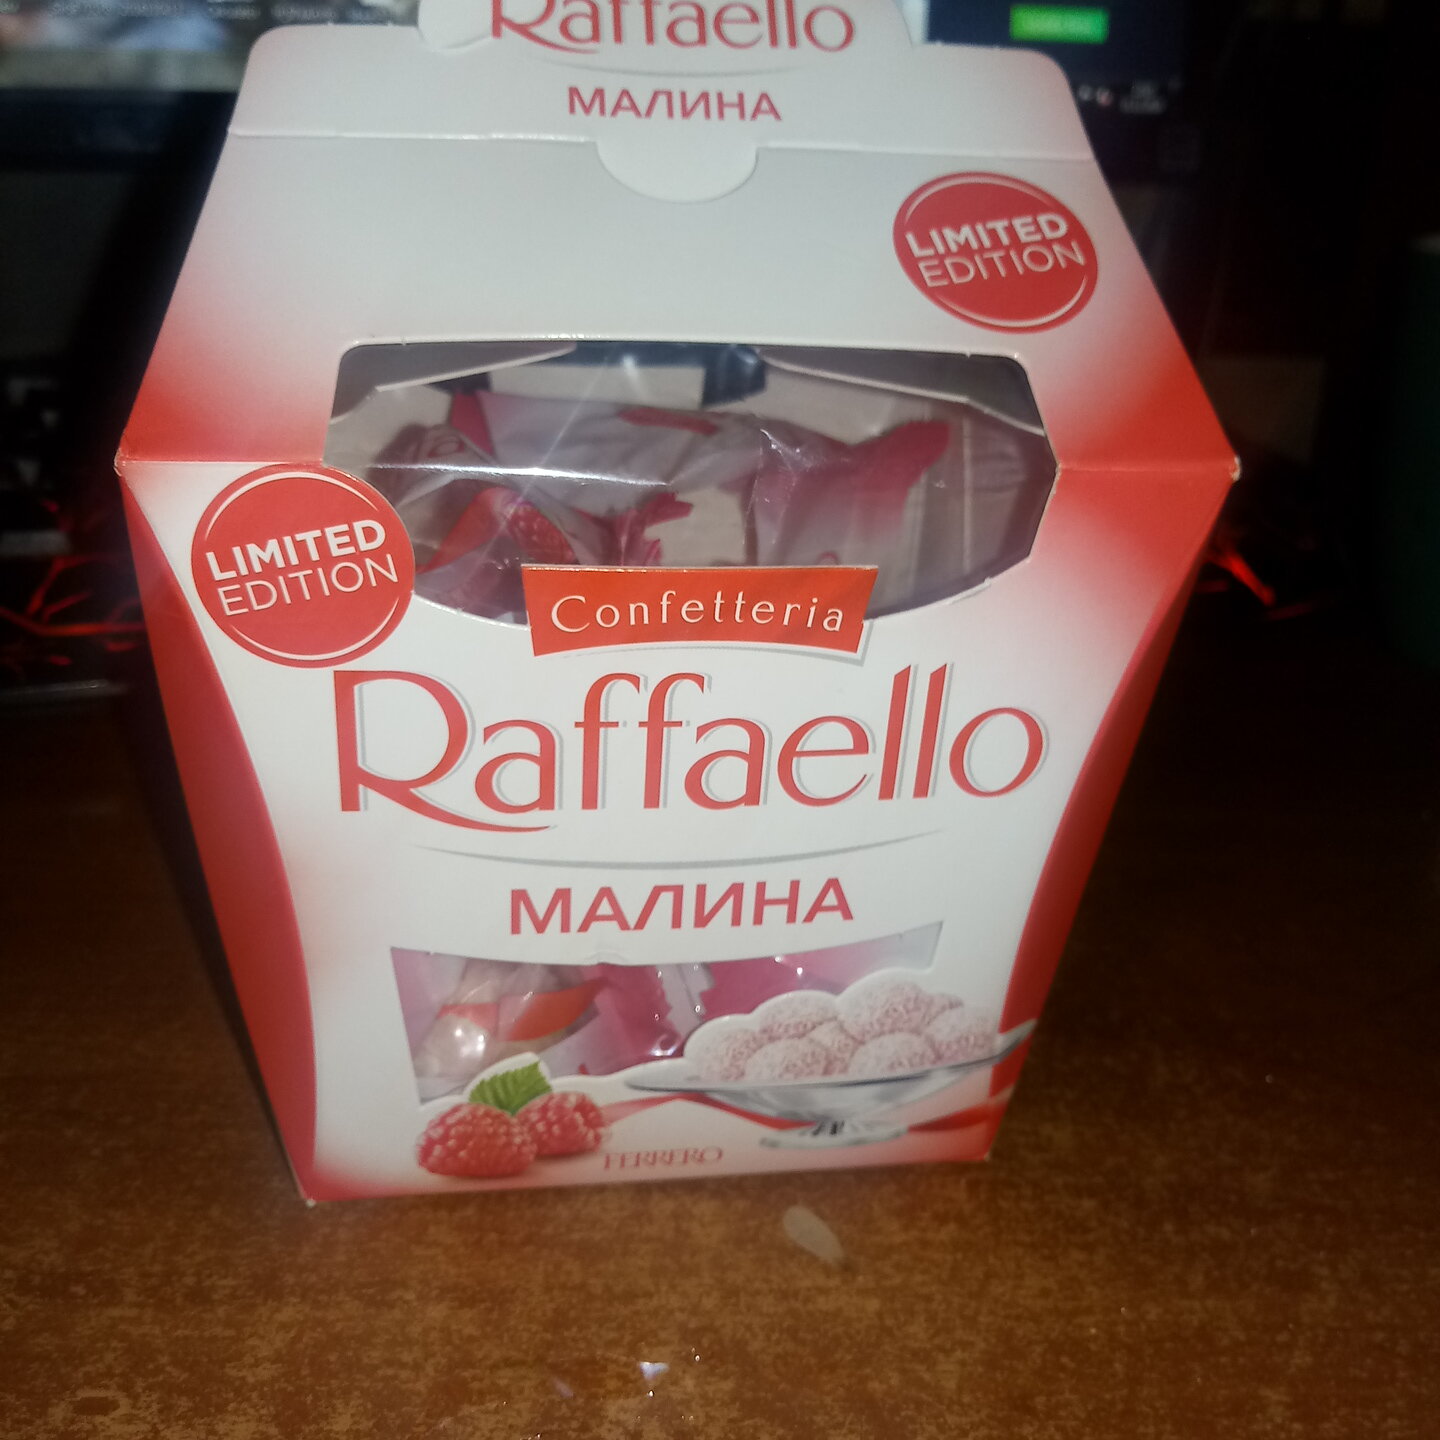 Raffaello
МАЛИНА
LIMITED
EDITION
LIMITED
EDITION
Confetteria
Raffaello
МАЛИНА
FERRERO